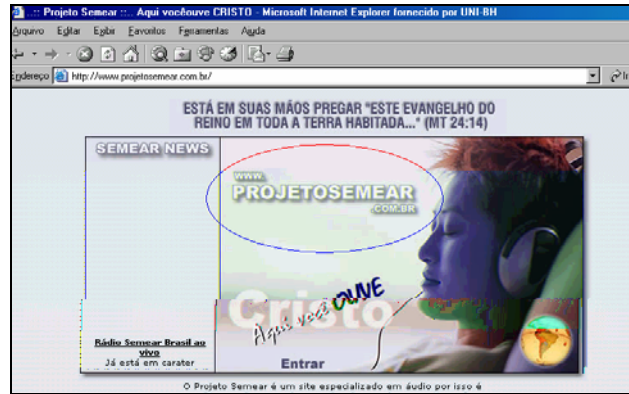 ..:: Projeto Semear ::.. Aqui vocêouve CRISTO - Microsoft Internet Explorer fornecido por UNI-BH
Arquivo Editar Exibir Favoritos Ferramentas Ajuda
Endereço http://www.projetosemear.com.br/
ESTÁ EM SUAS MÃOS PREGAR "ESTE EVANGELHO DO
REINO EM TODA A TERRA HABITADA..." (MT 24:14)
SEMEAR NEWS
WWW.
PROJETOSEMEAR
.COM.BR
Aqui você OUVE
Cristo
Rádio Semear Brasil ao
vivo
Já está em carater
Entrar
O Projeto Semear é um site especializado em áudio por isso é